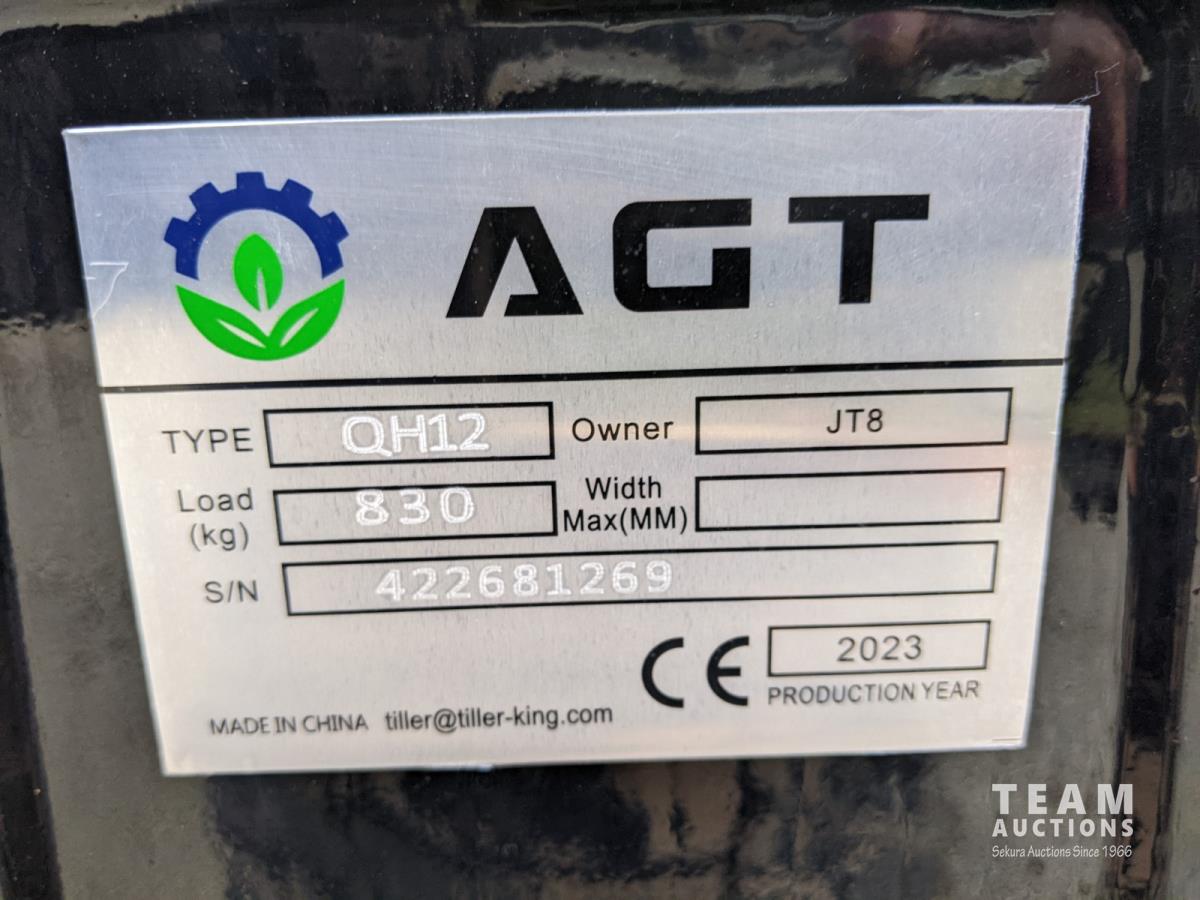 AGT
TYPE QH12 Owner JT8
Load (kg) 830 Width Max(MM)
S/N 422681269
CE 2023
PRODUCTION YEAR
MADE IN CHINA tiller@tiller-king.com
TEAM
AUCTIONS
Sekura Auctions Since 1966